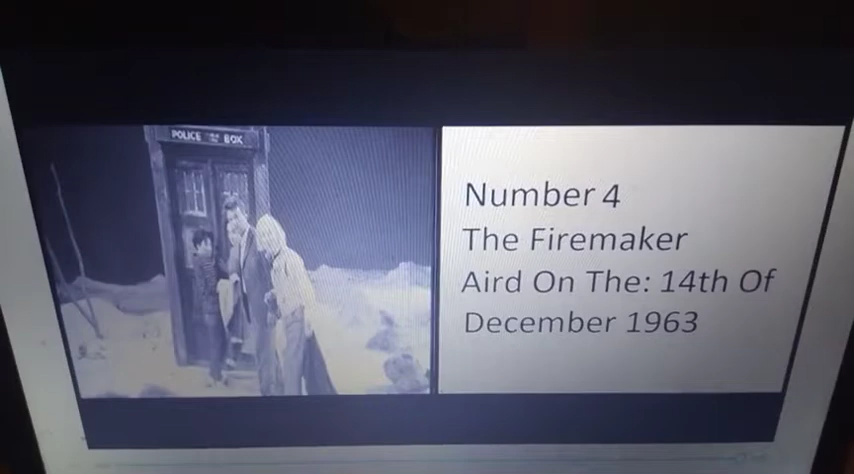 POLICE BOX
Number 4
The Firemaker
Aird On The: 14th Of
December 1963